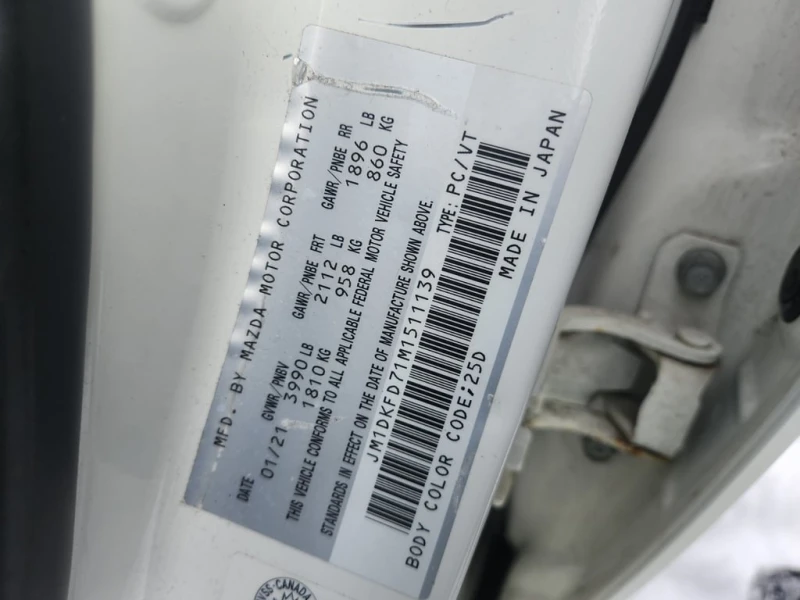 MFD. BY MAZDA MOTOR CORPORATION
DATE GVWR/PNBV GAWR/PNBE FRT GAWR/PNBE RR
01/21 3990 LB 2112 LB 1896 LB
1810 KG 958 KG 860 KG
THIS VEHICLE CONFORMS TO ALL APPLICABLE FEDERAL MOTOR VEHICLE SAFETY
STANDARDS IN EFFECT ON THE DATE OF MANUFACTURE SHOWN ABOVE.
JM1DKFD71M1511139 TYPE: PC/VT
BODY COLOR CODE;25D MADE IN JAPAN
CANADA